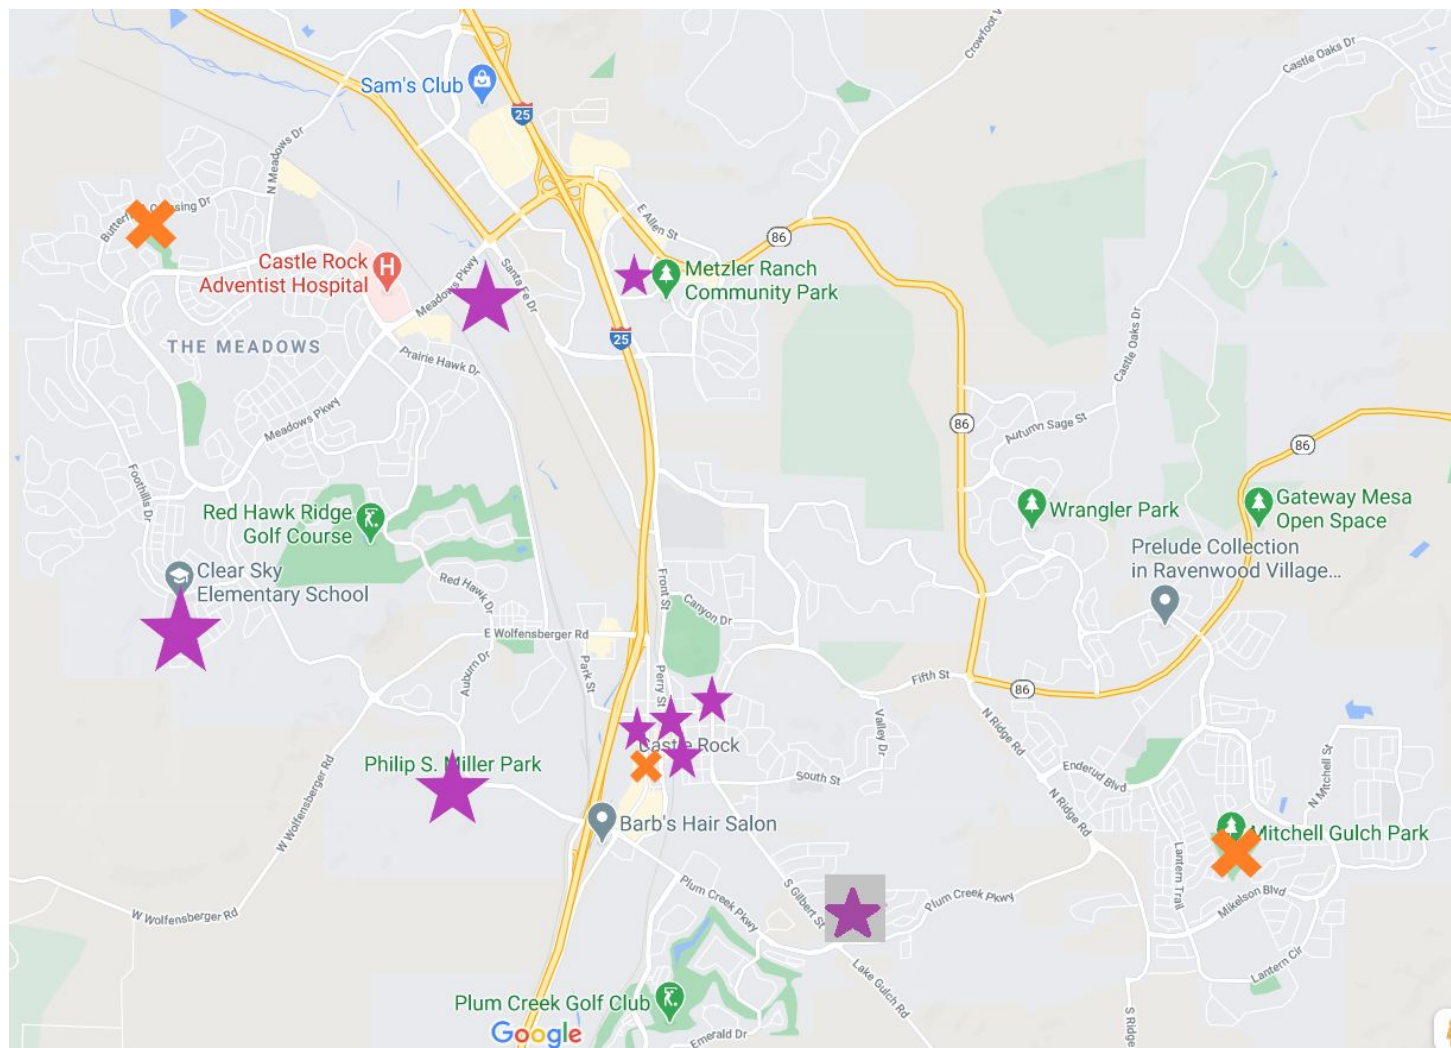 Crowfoot V
Castle Oaks Dr
Sam's Club
25
N Meadows Dr
E Allen St
86
Castle Rock
Adventist Hospital
Meadows Pkwy
Santa Fe Dr
Metzler Ranch
Community Park
THE MEADOWS
25
Prairie Hawk Dr
Castle Oaks Dr
Meadows Pkwy
86
Autumn Sage St
86
Foothills Dr
Red Hawk Ridge
Golf Course
Wrangler Park
Gateway Mesa
Open Space
Prelude Collection
in Ravenwood Village...
Clear Sky
Elementary School
Red Hawk Dr
Front St
Canyon Dr
E Wolfensberger Rd
Auburn Dr
Park St
Perry St
Fifth St
86
N Ridge Rd
Valley Dr
Castle Rock
Philip S. Miller Park
South St
Enderud Blvd
N Mitchell St
W Wolfensberger Rd
N Ridge Rd
Barb's Hair Salon
Mitchell Gulch Park
Lantern Trail
S Gilbert St
Plum Creek Pkwy
Plum Creek Pkwy
Mikelson Blvd
W Wolfensberger Rd
Lake Gulch Rd
Lantern Cir
Plum Creek Golf Club
Google
Emerald Dr
S Ridge